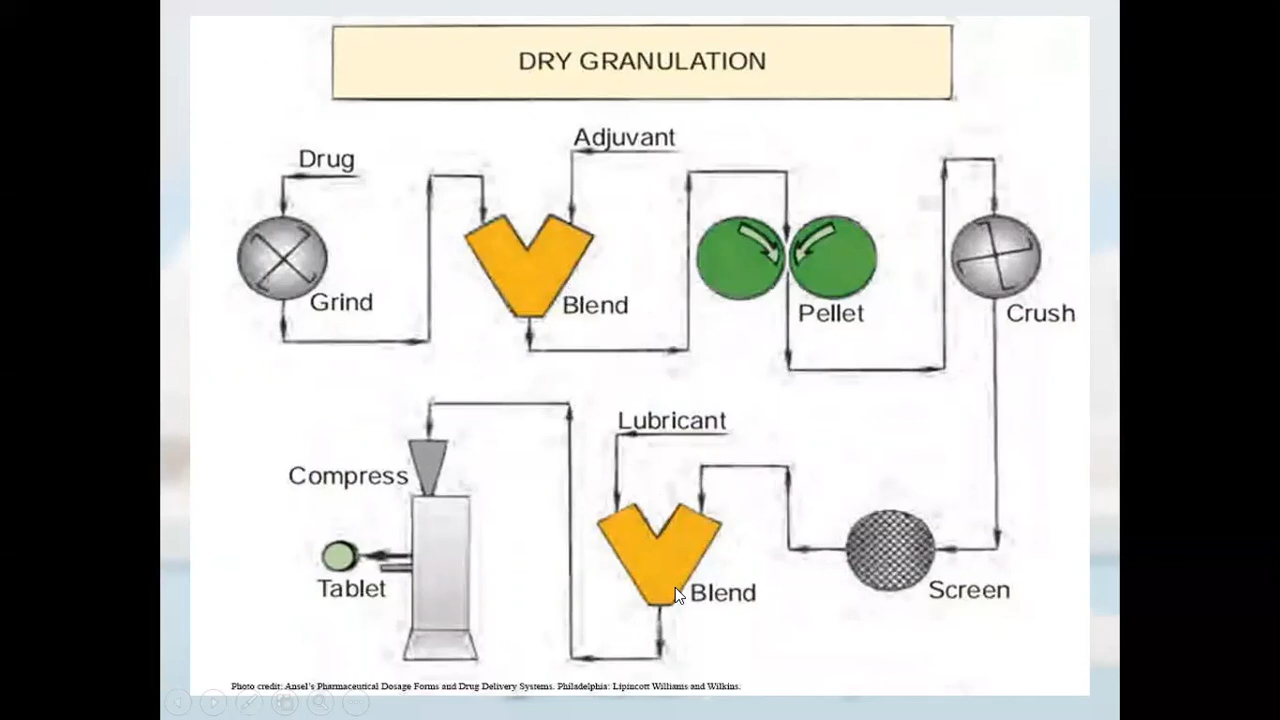 DRY GRANULATION
Adjuvant
Drug
Grind
Blend
Pellet
Crush
Lubricant
Compress
Tablet
Blend
Screen
Photo credit: Ansel's Pharmaceutical Dosage Forms and Drug Delivery Systems. Philadelphia: Lipincott Williams and Wilkins.